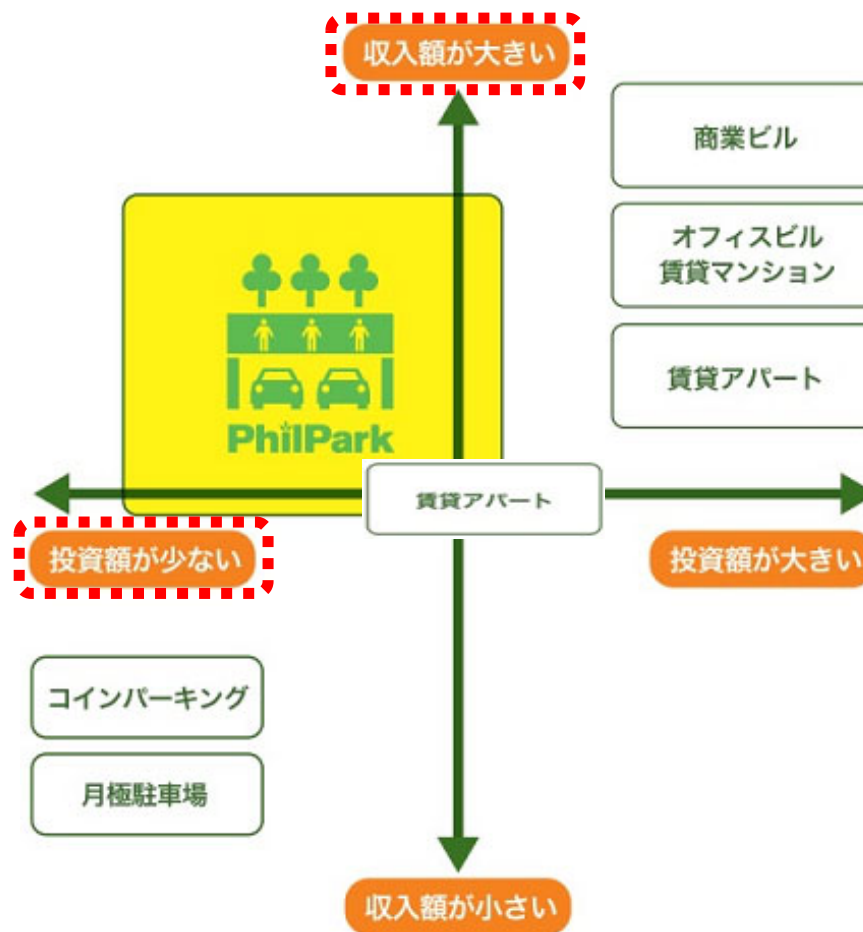 収入額が大きい
商業ビル
オフィスビル
賃貸マンション
賃貸アパート
PhilPark
賃貸アパート
投資額が少ない
投資額が大きい
コインパーキング
月極駐車場
収入額が小さい